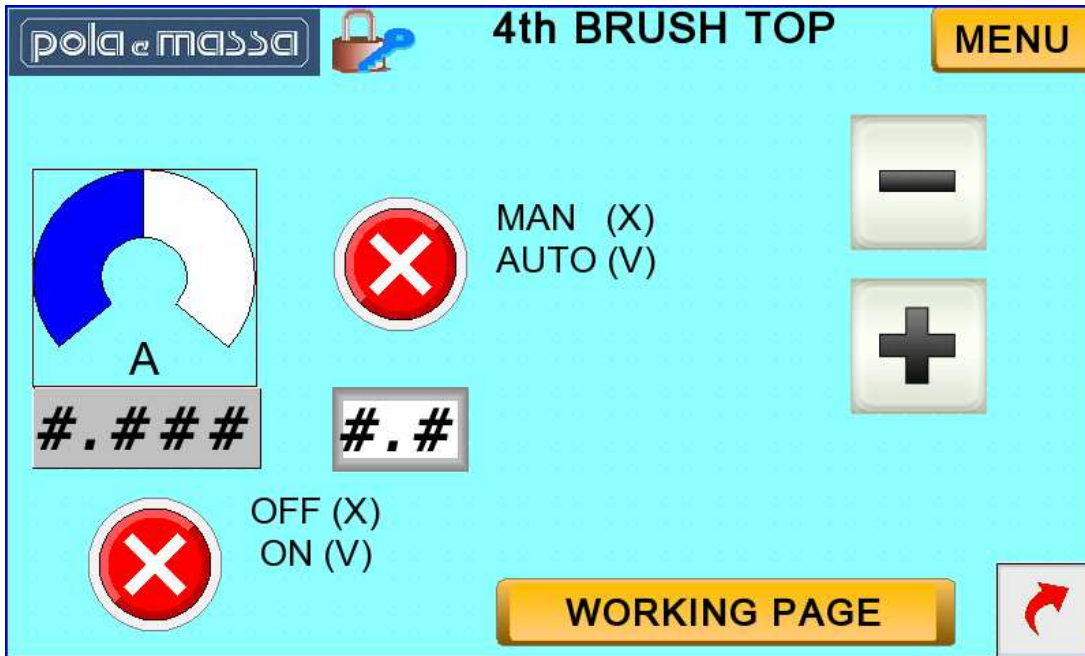 pola e massa
4th BRUSH TOP
MENU
MAN (X)
AUTO (V)
A
#.###
#.#
OFF (X)
ON (V)
WORKING PAGE